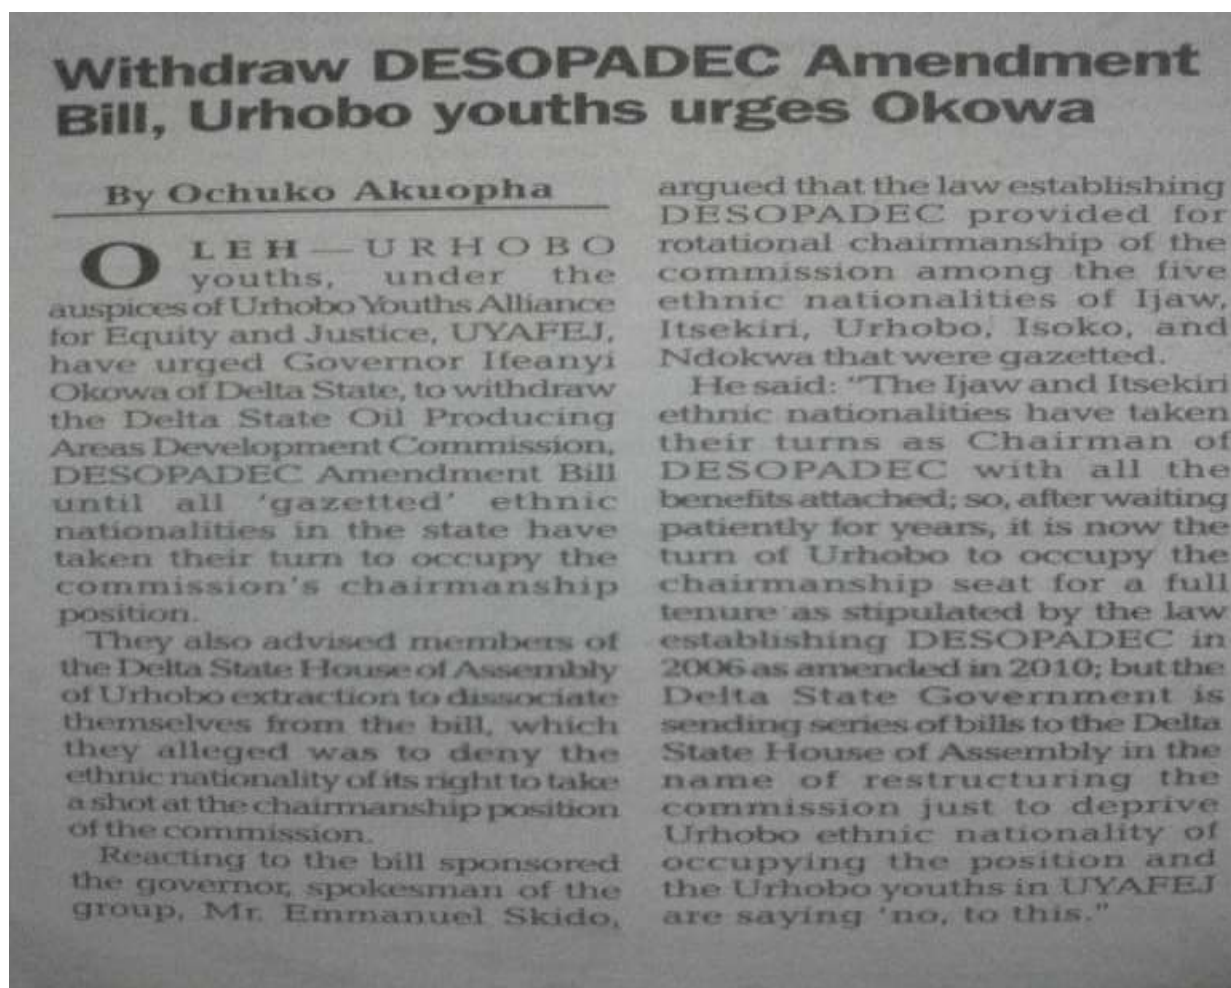 Withdraw DESOPADEC Amendment
Bill, Urhobo youths urges Okowa
By Ochuko Akuopha
OLEH—URHOBO
youths, under the
auspices of Urhobo Youths Alliance
for Equity and Justice, UYAFEJ,
have urged Governor Ifeanyi
Okowa of Delta State, to withdraw
the Delta State Oil Producing
Areas Development Commission,
DESOPADEC Amendment Bill
until all 'gazetted' ethnic
nationalities in the state have
taken their turn to occupy the
commission's chairmanship
position.
They also advised members of
the Delta State House of Assembly
of Urhobo extraction to dissociate
themselves from the bill, which
they alleged was to deny the
ethnic nationality of its right to take
a shot at the chairmanship position
of the commission.
Reacting to the bill sponsored
the governor, spokesman of the
group, Mr. Emmanuel Skido,
argued that the law establishing
DESOPADEC provided for
rotational chairmanship of the
commission among the five
ethnic nationalities of Ijaw,
Itsekiri, Urhobo, Isoko, and
Ndokwa that were gazetted.
He said: "The Ijaw and Itsekiri
ethnic nationalities have taken
their turns as Chairman of
DESOPADEC with all the
benefits attached; so, after waiting
patiently for years, it is now the
turn of Urhobo to occupy the
chairmanship seat for a full
tenure as stipulated by the law
establishing DESOPADEC in
2006 as amended in 2010; but the
Delta State Government is
sending series of bills to the Delta
State House of Assembly in the
name of restructuring the
commission just to deprive
Urhobo ethnic nationality of
occupying the position and
the Urhobo youths in UYAFEJ
are saying 'no, to this."